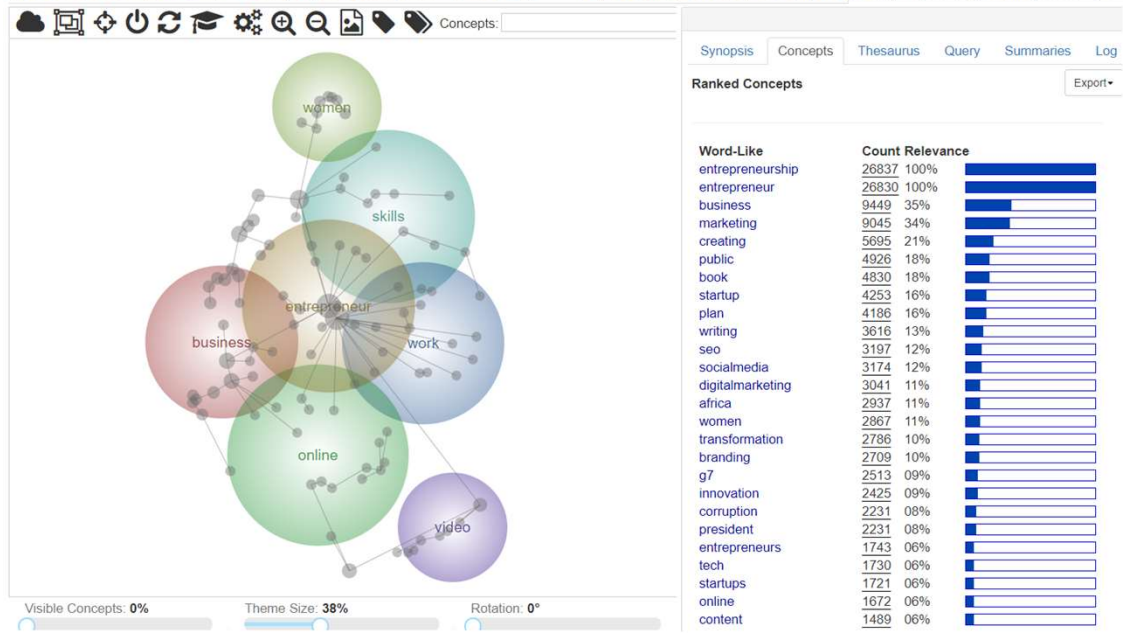 Concepts:
women
skills
entrepreneur
business
work
online
video
Visible Concepts: 0%
Theme Size: 38%
Rotation: 0°
Synopsis Concepts Thesaurus Query Summaries Log
Ranked Concepts Export
Word-Like Count Relevance
entrepreneurship 26837 100%
entrepreneur 26830 100%
business 9449 35%
marketing 9045 34%
creating 5695 21%
public 4926 18%
book 4830 18%
startup 4253 16%
plan 4186 16%
writing 3616 13%
seo 3197 12%
socialmedia 3174 12%
digitalmarketing 3041 11%
africa 2937 11%
women 2867 11%
transformation 2786 10%
branding 2709 10%
g7 2513 09%
innovation 2425 09%
corruption 2231 08%
president 2231 08%
entrepreneurs 1743 06%
tech 1730 06%
startups 1721 06%
online 1672 06%
content 1489 06%